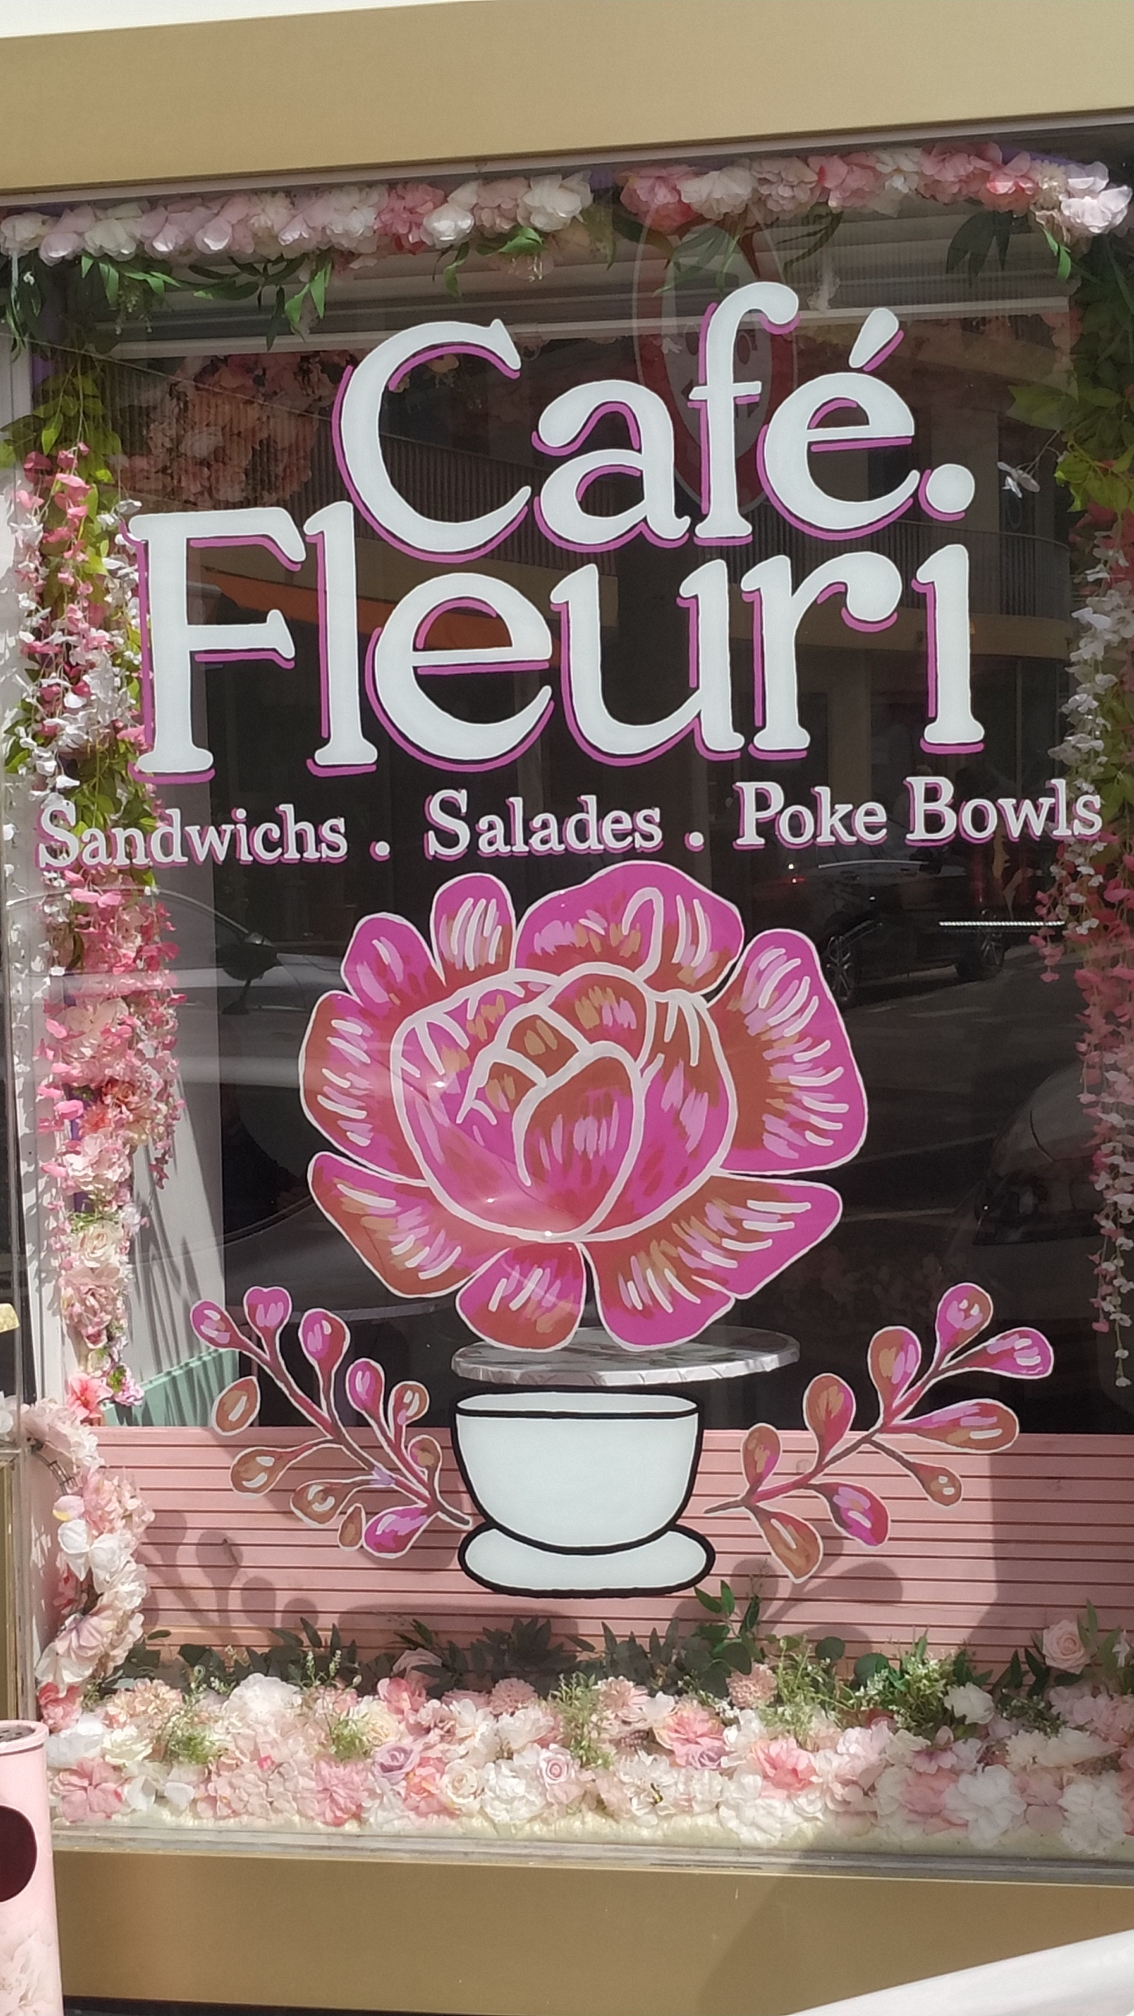 Café.
Fleuri
Sandwichs . Salades . Poke Bowls